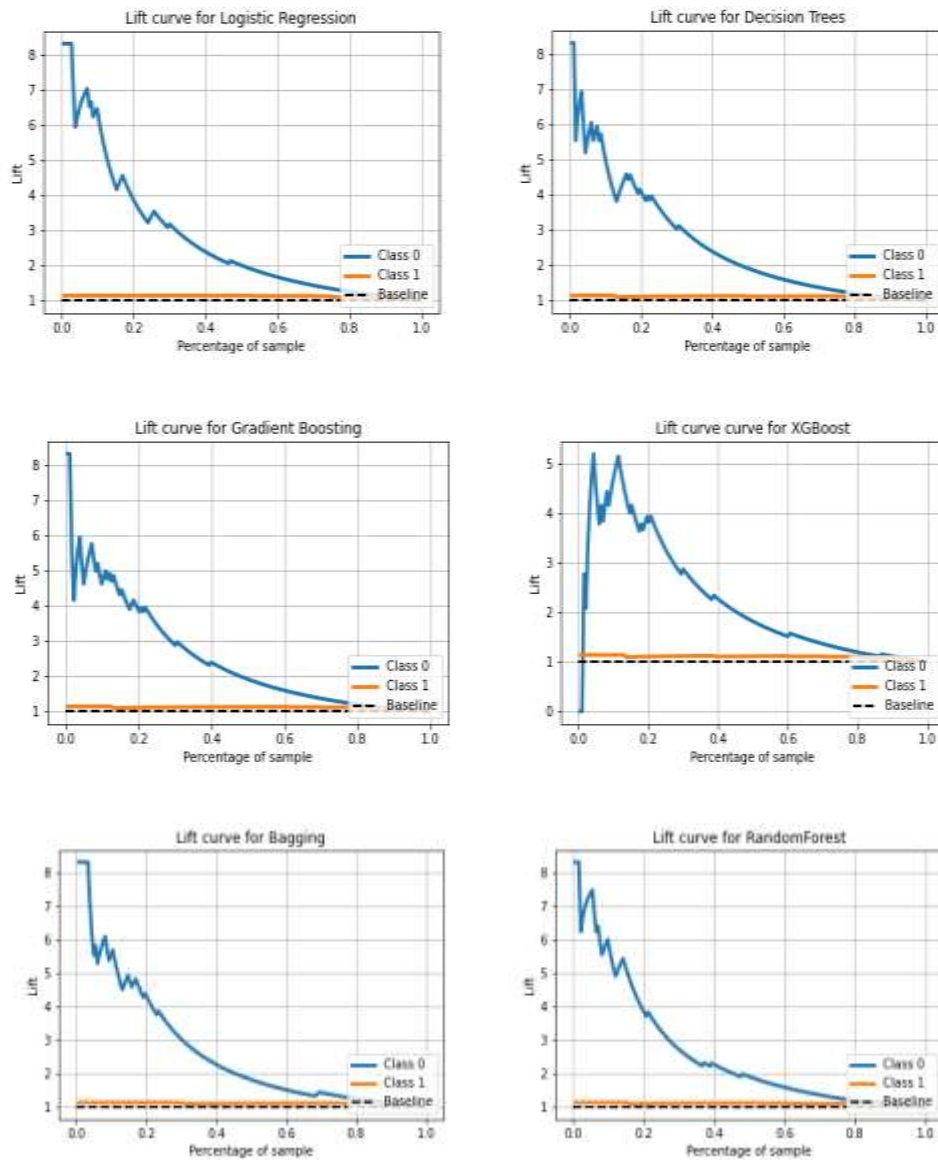 Lift curve for Logistic Regression
8
7
6
5
4
3
2
1
Lift
Class 0
Class 1
Baseline
0.0 0.2 0.4 0.6 0.8 1.0
Percentage of sample
Lift curve for Decision Trees
8
7
6
5
4
3
2
1
Lift
Class 0
Class 1
Baseline
0.0 0.2 0.4 0.6 0.8 1.0
Percentage of sample
Lift curve for Gradient Boosting
8
7
6
5
4
3
2
1
Lift
Class 0
Class 1
Baseline
0.0 0.2 0.4 0.6 0.8 1.0
Percentage of sample
Lift curve curve for XGBoost
5
4
3
2
1
0
Lift
Class 0
Class 1
Baseline
0.0 0.2 0.4 0.6 0.8 1.0
Percentage of sample
Lift curve for Bagging
8
7
6
5
4
3
2
1
Lift
Class 0
Class 1
Baseline
0.0 0.2 0.4 0.6 0.8 1.0
Percentage of sample
Lift curve for RandomForest
8
7
6
5
4
3
2
1
Lift
Class 0
Class 1
Baseline
0.0 0.2 0.4 0.6 0.8 1.0
Percentage of sample